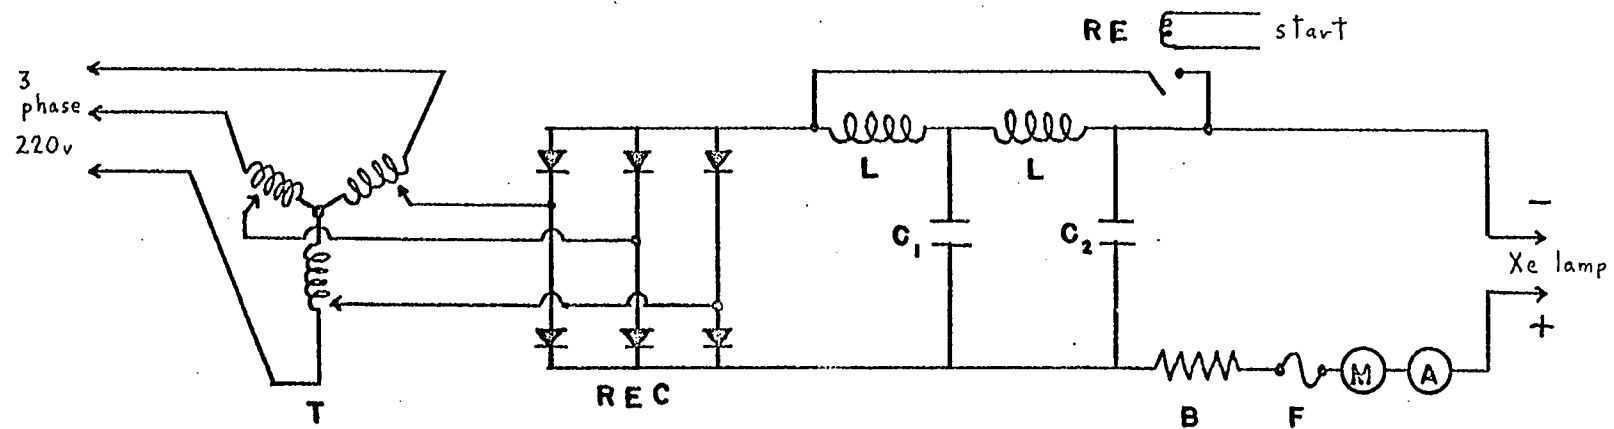 RE start
3
phase
220v
L L
C1 C2
−
Xe lamp
+
M A
REC
T B F